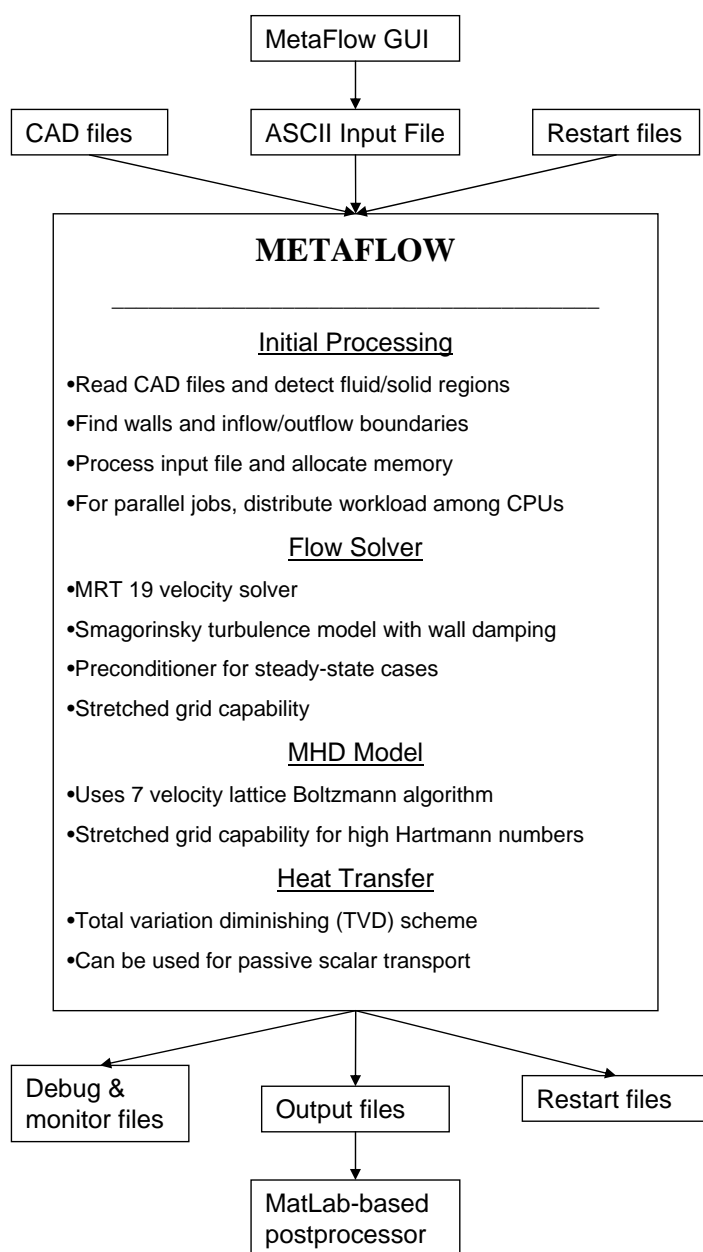 MetaFlow GUI
CAD files
ASCII Input File
Restart files
METAFLOW
Initial Processing
•Read CAD files and detect fluid/solid regions
•Find walls and inflow/outflow boundaries
•Process input file and allocate memory
•For parallel jobs, distribute workload among CPUs
Flow Solver
•MRT 19 velocity solver
•Smagorinsky turbulence model with wall damping
•Preconditioner for steady-state cases
•Stretched grid capability
MHD Model
•Uses 7 velocity lattice Boltzmann algorithm
•Stretched grid capability for high Hartmann numbers
Heat Transfer
•Total variation diminishing (TVD) scheme
•Can be used for passive scalar transport
Debug &
monitor files
Output files
Restart files
MatLab-based
postprocessor